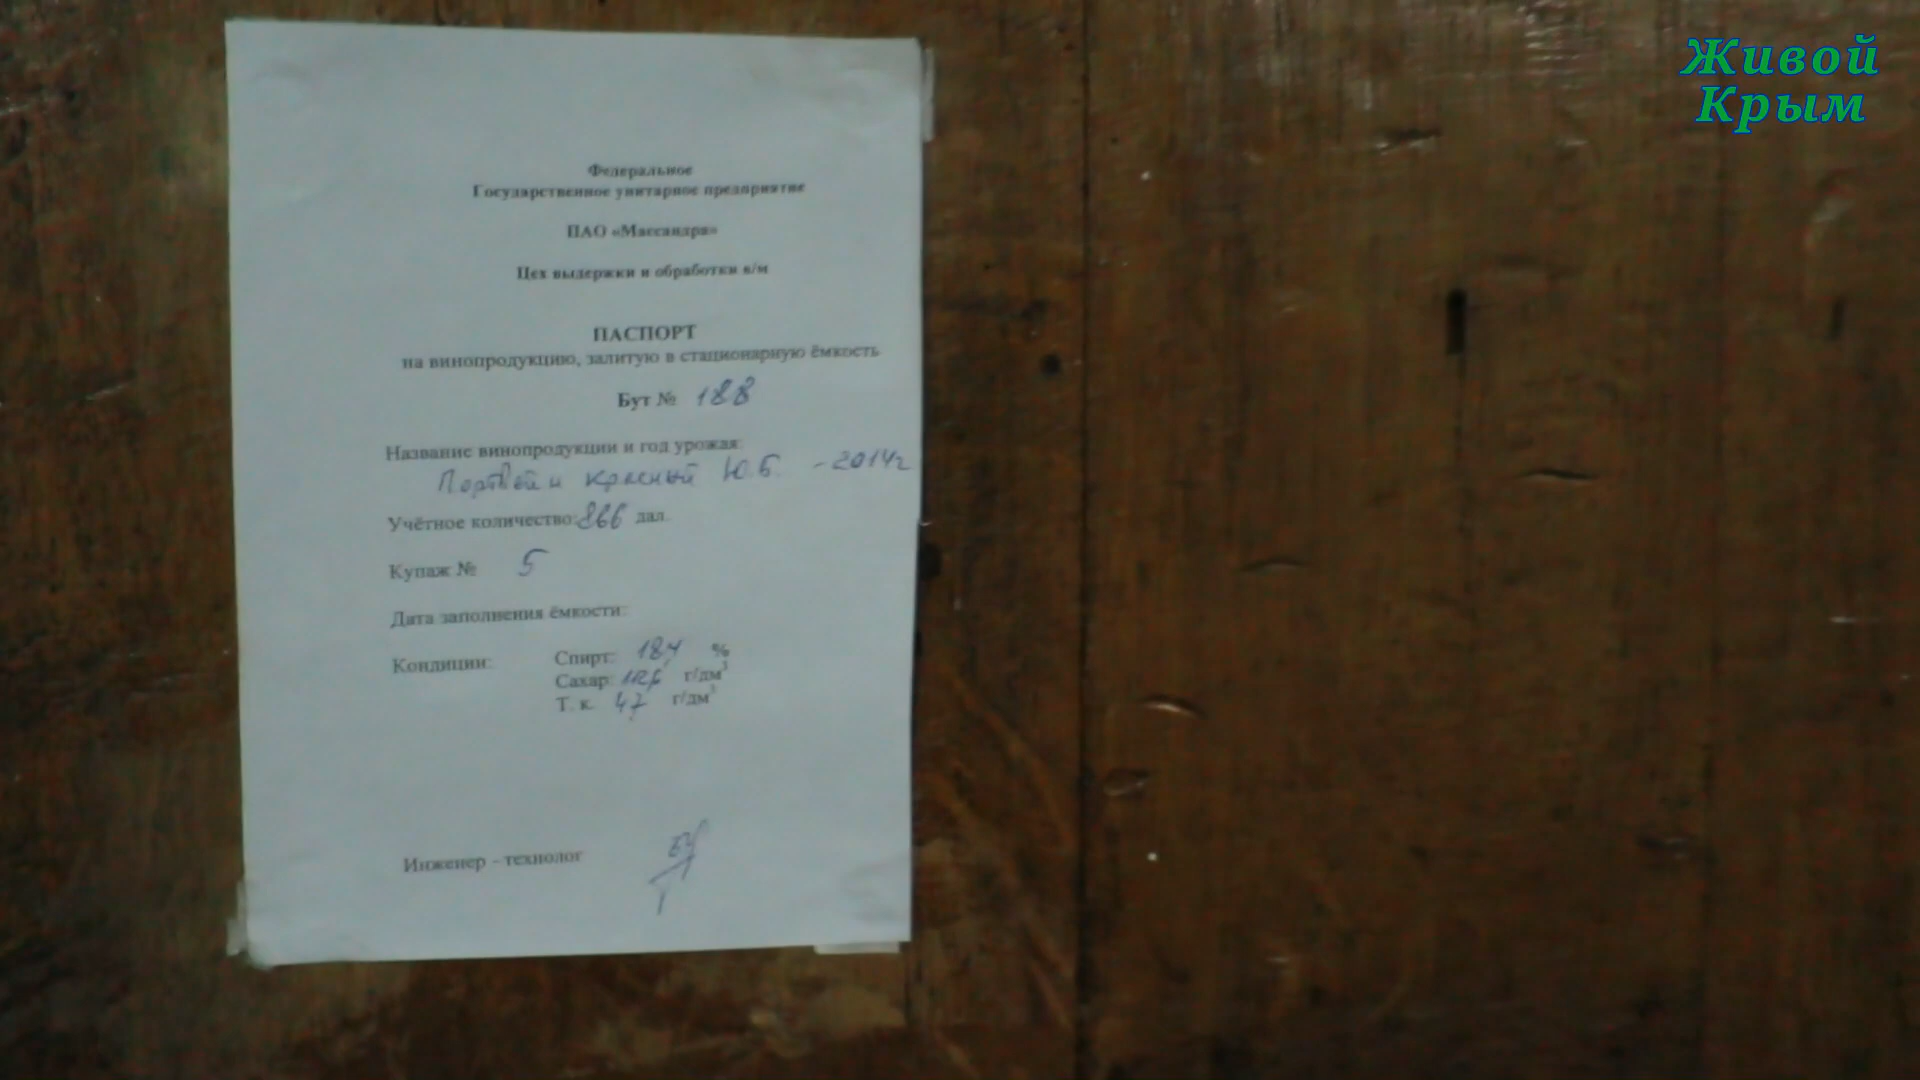 Живой
Крым
Федеральное
Государственное унитарное предприятие
ПАО «Массандра»
Цех выдержки и обработки в/м
ПАСПОРТ
на винопродукцию, залитую в стационарную ёмкость
Бут № 188
Название винопродукции и год урожая:
Портвейн красный Ю.Б. - 2014г
Учётное количество: 866 дал.
Купаж № 5
Дата заполнения ёмкости:
Кондиции: Спирт: 18,4 %
Сахар: г/дм³
Т. к. 4,7 г/дм³
Инженер - технолог